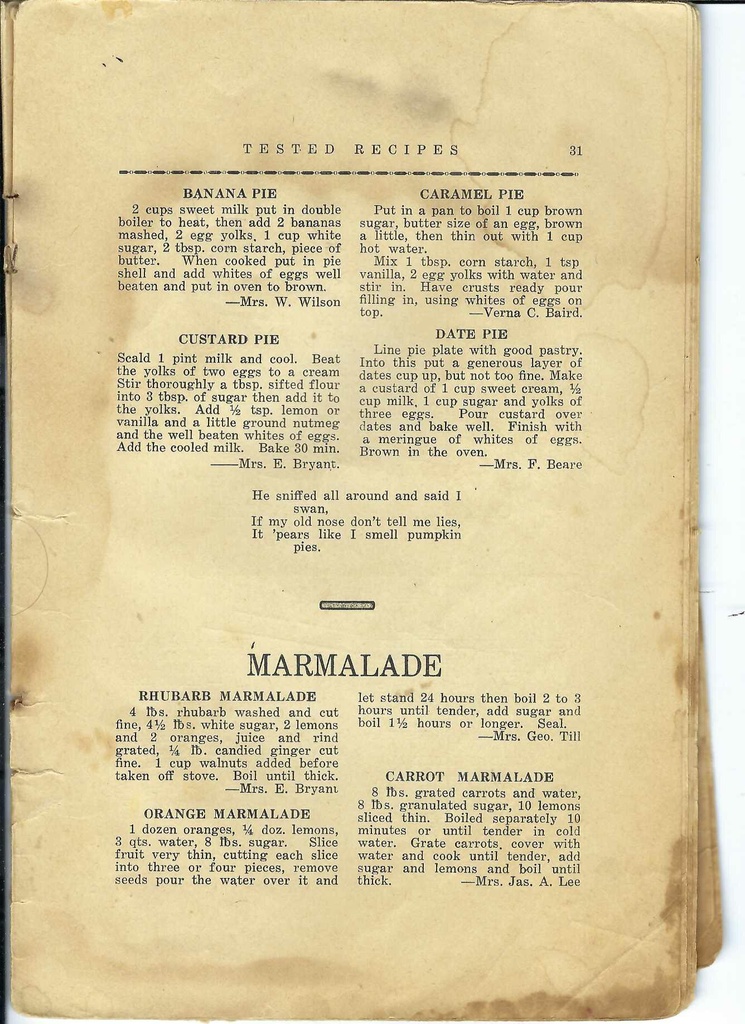 TESTED RECIPES 31
BANANA PIE
2 cups sweet milk put in double
boiler to heat, then add 2 bananas
mashed, 2 egg yolks, 1 cup white
sugar, 2 tbsp. corn starch, piece of
butter. When cooked put in pie
shell and add whites of eggs well
beaten and put in oven to brown.
—Mrs. W. Wilson
CUSTARD PIE
Scald 1 pint milk and cool. Beat
the yolks of two eggs to a cream
Stir thoroughly a tbsp. sifted flour
into 3 tbsp. of sugar then add it to
the yolks. Add ½ tsp. lemon or
vanilla and a little ground nutmeg
and the well beaten whites of eggs.
Add the cooled milk. Bake 30 min.
——Mrs. E. Bryant.
CARAMEL PIE
Put in a pan to boil 1 cup brown
sugar, butter size of an egg, brown
a little, then thin out with 1 cup
hot water.
Mix 1 tbsp. corn starch, 1 tsp
vanilla, 2 egg yolks with water and
stir in. Have crusts ready pour
filling in, using whites of eggs on
top. —Verna C. Baird.
DATE PIE
Line pie plate with good pastry.
Into this put a generous layer of
dates cup up, but not too fine. Make
a custard of 1 cup sweet cream, ½
cup milk, 1 cup sugar and yolks of
three eggs. Pour custard over
dates and bake well. Finish with
a meringue of whites of eggs.
Brown in the oven.
—Mrs. F. Beare
He sniffed all around and said I
swan,
If my old nose don't tell me lies,
It 'pears like I smell pumpkin
pies.
MARMALADE
RHUBARB MARMALADE
4 lbs. rhubarb washed and cut
fine, 4½ lbs. white sugar, 2 lemons
and 2 oranges, juice and rind
grated, ¼ lb. candied ginger cut
fine. 1 cup walnuts added before
taken off stove. Boil until thick.
—Mrs. E. Bryant
ORANGE MARMALADE
1 dozen oranges, ¼ doz. lemons,
3 qts. water, 8 lbs. sugar. Slice
fruit very thin, cutting each slice
into three or four pieces, remove
seeds pour the water over it and
let stand 24 hours then boil 2 to 3
hours until tender, add sugar and
boil 1½ hours or longer. Seal.
—Mrs. Geo. Till
CARROT MARMALADE
8 lbs. grated carrots and water,
8 lbs. granulated sugar, 10 lemons
sliced thin. Boiled separately 10
minutes or until tender in cold
water. Grate carrots, cover with
water and cook until tender, add
sugar and lemons and boil until
thick. —Mrs. Jas. A. Lee